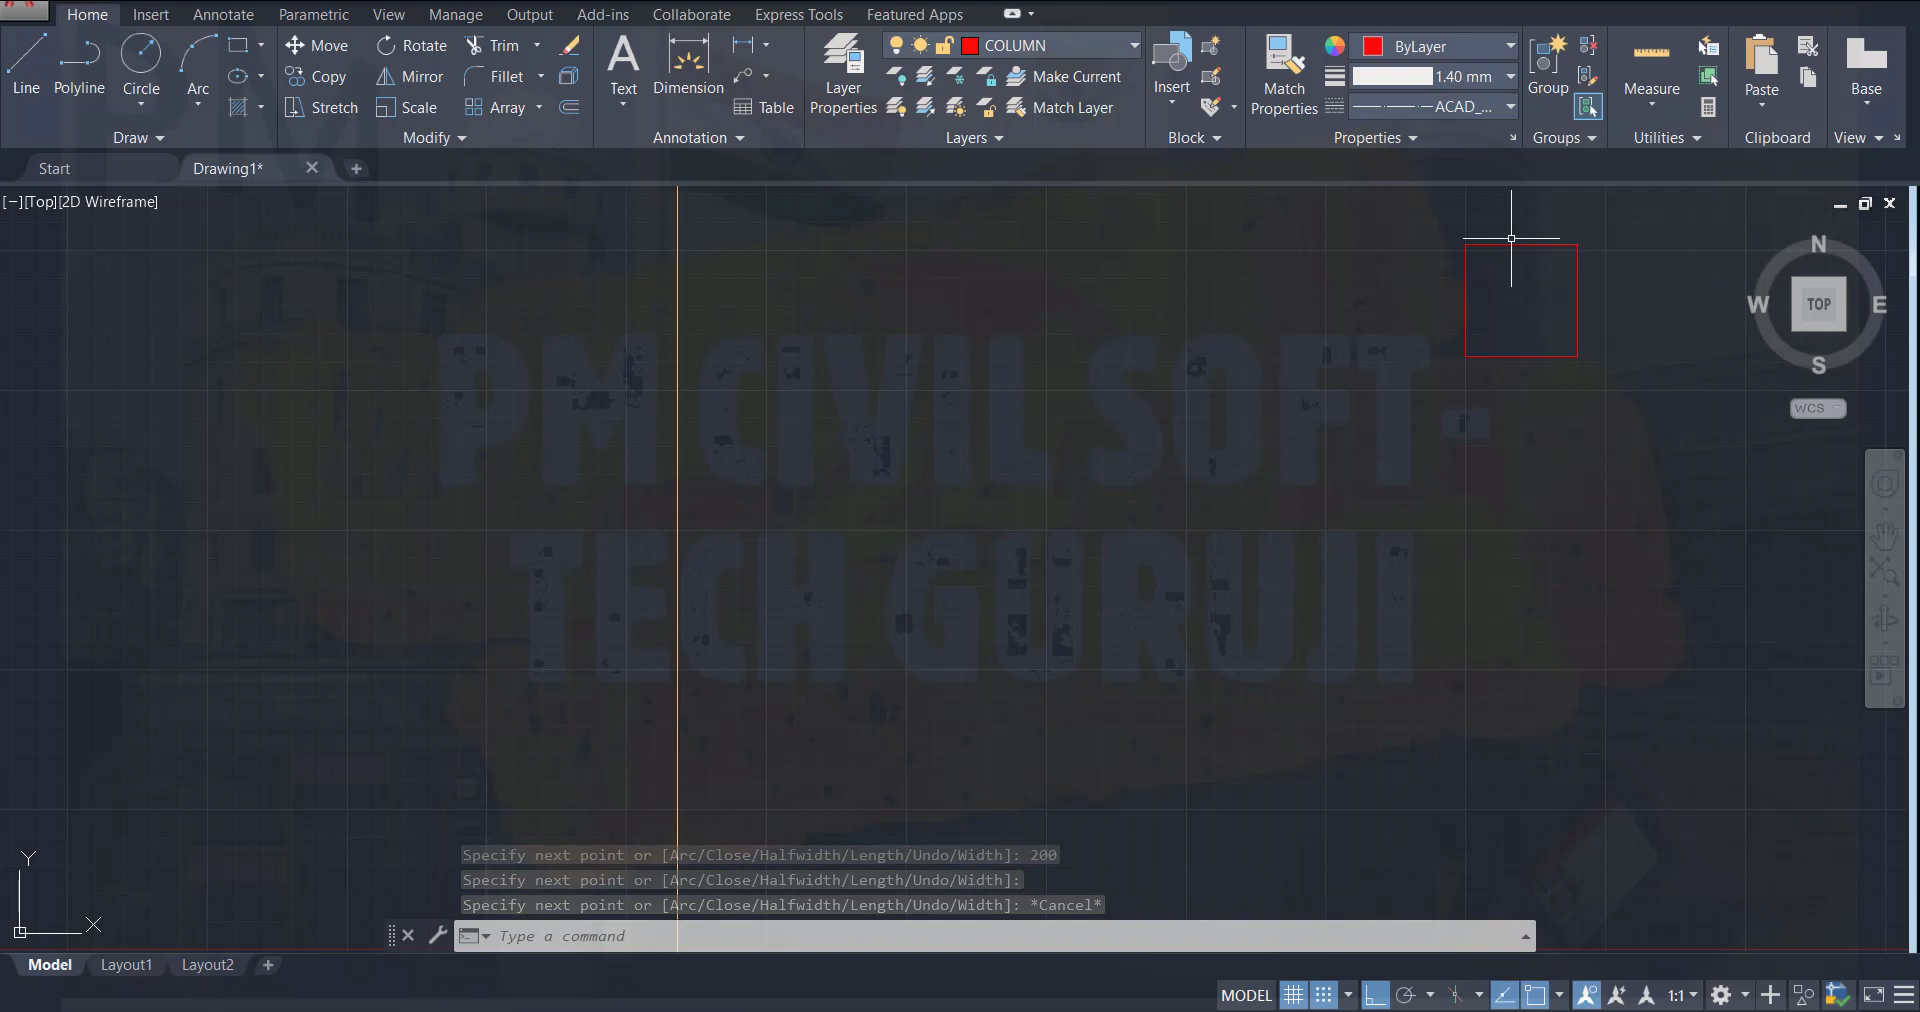 Home Insert Annotate Parametric View Manage Output Add-ins Collaborate Express Tools Featured Apps
Line Polyline Circle Arc
Draw
Move Rotate Trim
Copy Mirror Fillet
Stretch Scale Array
Modify
Text Dimension Table
Annotation
Layer Properties
COLUMN
Make Current
Match Layer
Layers
Insert
Block
Match Properties
ByLayer
1.40 mm
ACAD_...
Properties
Group
Groups
Measure
Utilities
Paste
Clipboard
Base
View
Start Drawing1*
[−][Top][2D Wireframe]
N
W TOP E
S
WCS
PM CIVIL SOFT-
TECH GURUJI
Y
X
Specify next point or [Arc/Close/Halfwidth/Length/Undo/Width]: 200
Specify next point or [Arc/Close/Halfwidth/Length/Undo/Width]:
Specify next point or [Arc/Close/Halfwidth/Length/Undo/Width]: *Cancel*
Type a command
Model Layout1 Layout2
MODEL 1:1